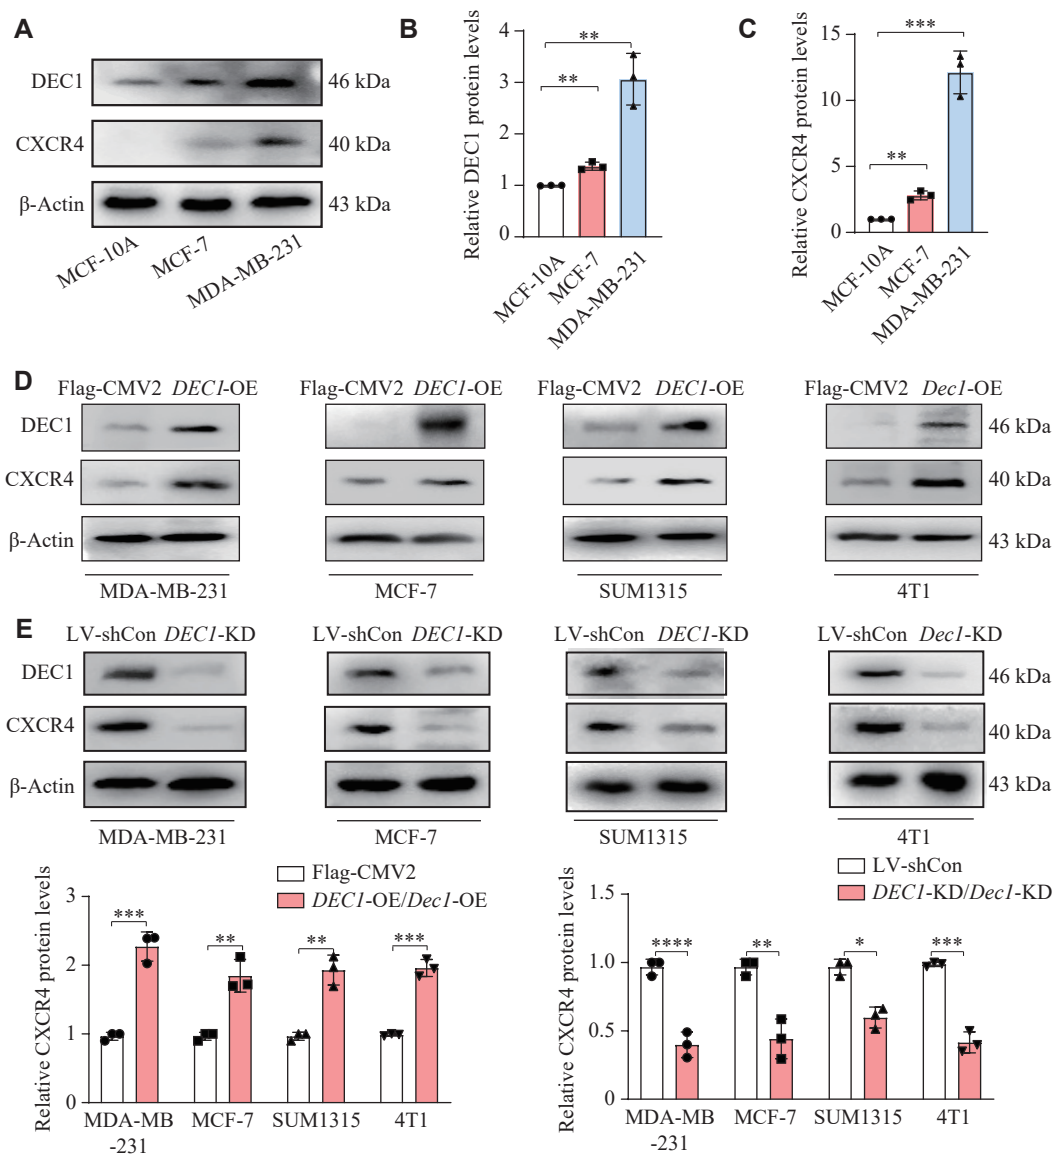 A
DEC1
46 kDa
CXCR4
40 kDa
β-Actin
43 kDa
MCF-10A
MCF-7
MDA-MB-231
B
Relative DEC1 protein levels
4
3
2
1
0
**
**
MCF-10A
MCF-7
MDA-MB-231
C
Relative CXCR4 protein levels
15
10
5
0
***
**
MCF-10A
MCF-7
MDA-MB-231
D
Flag-CMV2 DEC1-OE
Flag-CMV2 DEC1-OE
Flag-CMV2 DEC1-OE
Flag-CMV2 Dec1-OE
DEC1
46 kDa
CXCR4
40 kDa
β-Actin
43 kDa
MDA-MB-231
MCF-7
SUM1315
4T1
E
LV-shCon DEC1-KD
LV-shCon DEC1-KD
LV-shCon DEC1-KD
LV-shCon Dec1-KD
DEC1
46 kDa
CXCR4
40 kDa
β-Actin
43 kDa
MDA-MB-231
MCF-7
SUM1315
4T1
Flag-CMV2
DEC1-OE/Dec1-OE
Relative CXCR4 protein levels
3
2
1
0
***
**
**
***
MDA-MB
-231
MCF-7
SUM1315
4T1
LV-shCon
DEC1-KD/Dec1-KD
Relative CXCR4 protein levels
1.5
1.0
0.5
0
****
**
*
***
MDA-MB
-231
MCF-7
SUM1315
4T1